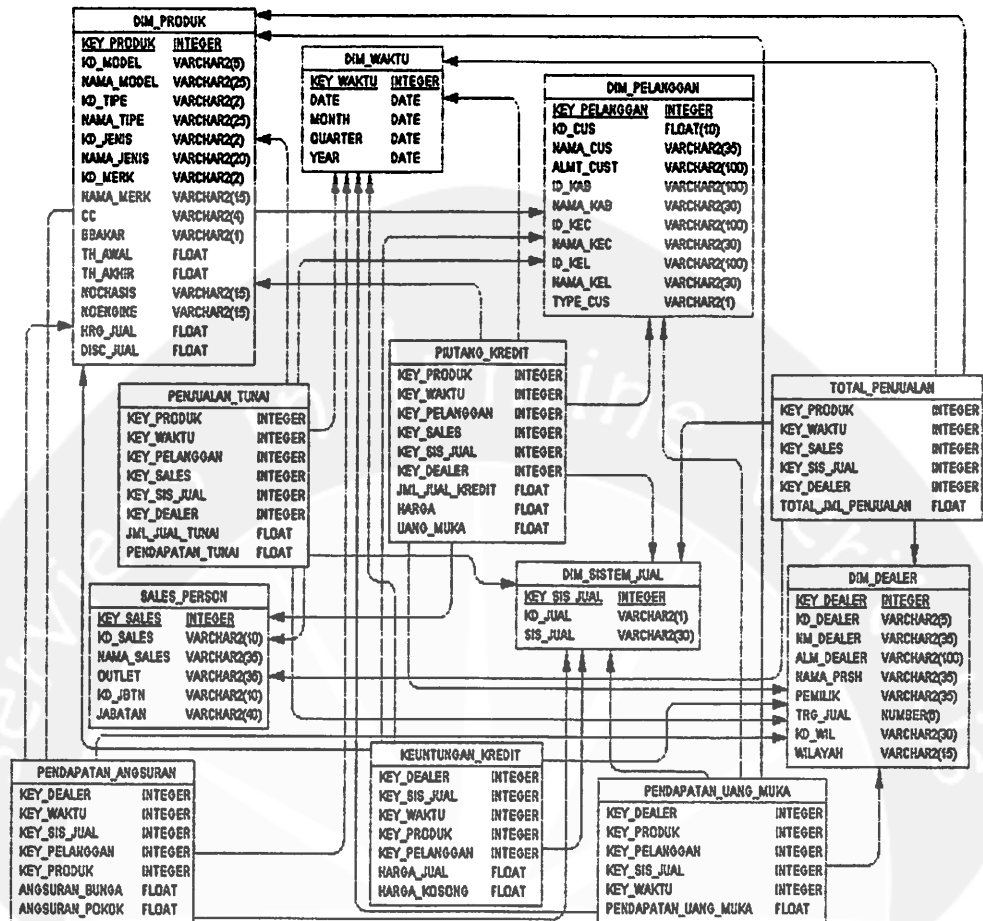 DIM_PRODUK
KEY_PRODUK INTEGER
KD_MODEL VARCHAR2(5)
NAMA_MODEL VARCHAR2(25)
KD_TIPE VARCHAR2(2)
NAMA_TIPE VARCHAR2(25)
KD_JENIS VARCHAR2(2)
NAMA_JENIS VARCHAR2(20)
KD_MERK VARCHAR2(2)
NAMA_MERK VARCHAR2(15)
CC VARCHAR2(4)
BBAKAR VARCHAR2(1)
TH_AWAL FLOAT
TH_AKHIR FLOAT
NOCHASIS VARCHAR2(15)
NOENGINE VARCHAR2(15)
HRG_JUAL FLOAT
DISC_JUAL FLOAT
DIM_WAKTU
KEY_WAKTU INTEGER
DATE DATE
MONTH DATE
QUARTER DATE
YEAR DATE
DIM_PELANGGAN
KEY_PELANGGAN INTEGER
KD_CUS FLOAT(10)
NAMA_CUS VARCHAR2(35)
ALMT_CUST VARCHAR2(100)
ID_KAB VARCHAR2(100)
NAMA_KAB VARCHAR2(30)
ID_KEC VARCHAR2(100)
NAMA_KEC VARCHAR2(30)
ID_KEL VARCHAR2(100)
NAMA_KEL VARCHAR2(30)
TYPE_CUS VARCHAR2(1)
PENJUALAN_TUNAI
KEY_PRODUK INTEGER
KEY_WAKTU INTEGER
KEY_PELANGGAN INTEGER
KEY_SALES INTEGER
KEY_SIS_JUAL INTEGER
KEY_DEALER INTEGER
JML_JUAL_TUNAI FLOAT
PENDAPATAN_TUNAI FLOAT
PIUTANG_KREDIT
KEY_PRODUK INTEGER
KEY_WAKTU INTEGER
KEY_PELANGGAN INTEGER
KEY_SALES INTEGER
KEY_SIS_JUAL INTEGER
KEY_DEALER INTEGER
JML_JUAL_KREDIT FLOAT
HARGA FLOAT
UANG_MUKA FLOAT
TOTAL_PENJUALAN
KEY_PRODUK INTEGER
KEY_WAKTU INTEGER
KEY_SALES INTEGER
KEY_SIS_JUAL INTEGER
KEY_DEALER INTEGER
TOTAL_JML_PENJUALAN FLOAT
SALES_PERSON
KEY_SALES INTEGER
KD_SALES VARCHAR2(10)
NAMA_SALES VARCHAR2(35)
OUTLET VARCHAR2(35)
KD_JBTN VARCHAR2(10)
JABATAN VARCHAR2(40)
DIM_SISTEM_JUAL
KEY_SIS_JUAL INTEGER
KD_JUAL VARCHAR2(1)
SIS_JUAL VARCHAR2(30)
DIM_DEALER
KEY_DEALER INTEGER
KD_DEALER VARCHAR2(5)
NM_DEALER VARCHAR2(35)
ALM_DEALER VARCHAR2(100)
NAMA_PRSH VARCHAR2(35)
PEMILIK VARCHAR2(35)
TRG_JUAL NUMBER(6)
KD_WIL VARCHAR2(30)
WILAYAH VARCHAR2(15)
PENDAPATAN_ANGSURAN
KEY_DEALER INTEGER
KEY_WAKTU INTEGER
KEY_SIS_JUAL INTEGER
KEY_PELANGGAN INTEGER
KEY_PRODUK INTEGER
ANGSURAN_BUNGA FLOAT
ANGSURAN_POKOK FLOAT
KEUNTUNGAN_KREDIT
KEY_DEALER INTEGER
KEY_SIS_JUAL INTEGER
KEY_WAKTU INTEGER
KEY_PRODUK INTEGER
KEY_PELANGGAN INTEGER
HARGA_JUAL FLOAT
HARGA_KOSONG FLOAT
PENDAPATAN_UANG_MUKA
KEY_DEALER INTEGER
KEY_PRODUK INTEGER
KEY_PELANGGAN INTEGER
KEY_SIS_JUAL INTEGER
KEY_WAKTU INTEGER
PENDAPATAN_UANG_MUKA FLOAT